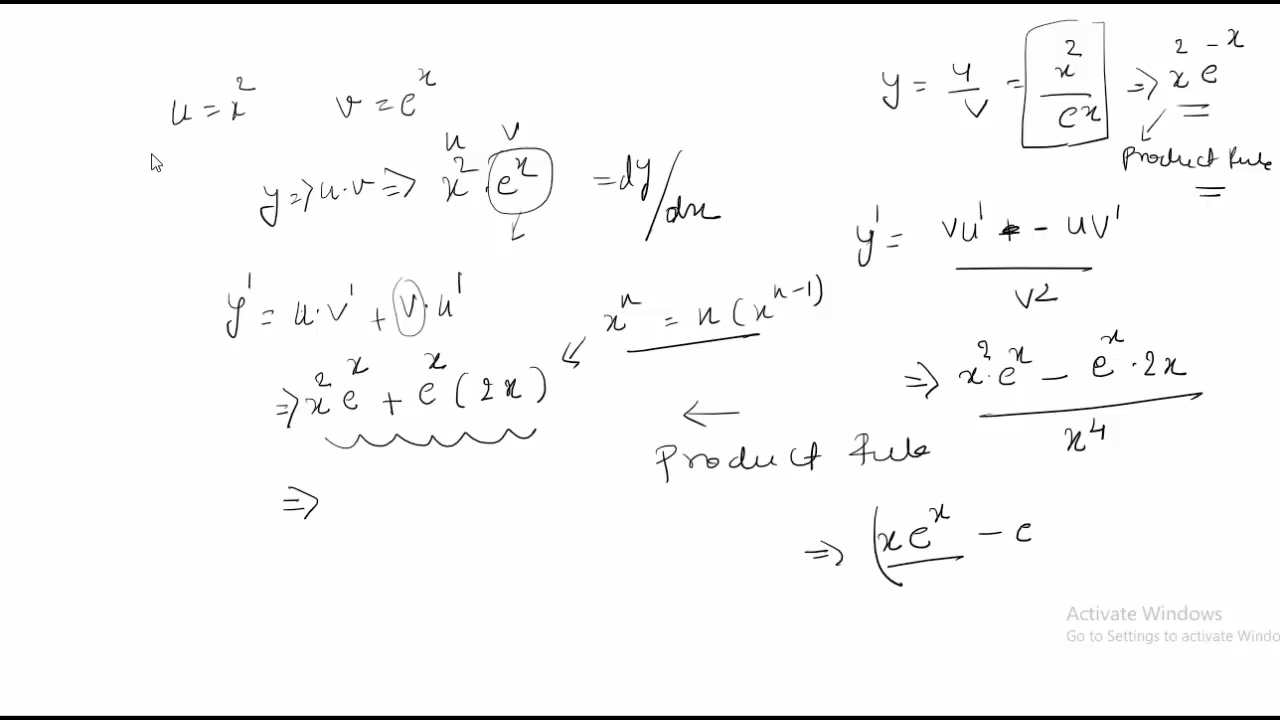 u = x² v = eˣ
u v
y => u·v => x²·eˣ = dy/dx
y' = u·v' + v·u'
=> x²eˣ + eˣ(2x)
=>
xⁿ = n(xⁿ⁻¹)
Product Rule
y = u/v = x²/eˣ => x²e⁻ˣ
Product Rule
y' = (vu' - uv')/v²
=> (x²·eˣ - eˣ·2x)/x⁴
=> (xeˣ - e
Activate Windows
Go to Settings to activate Windo